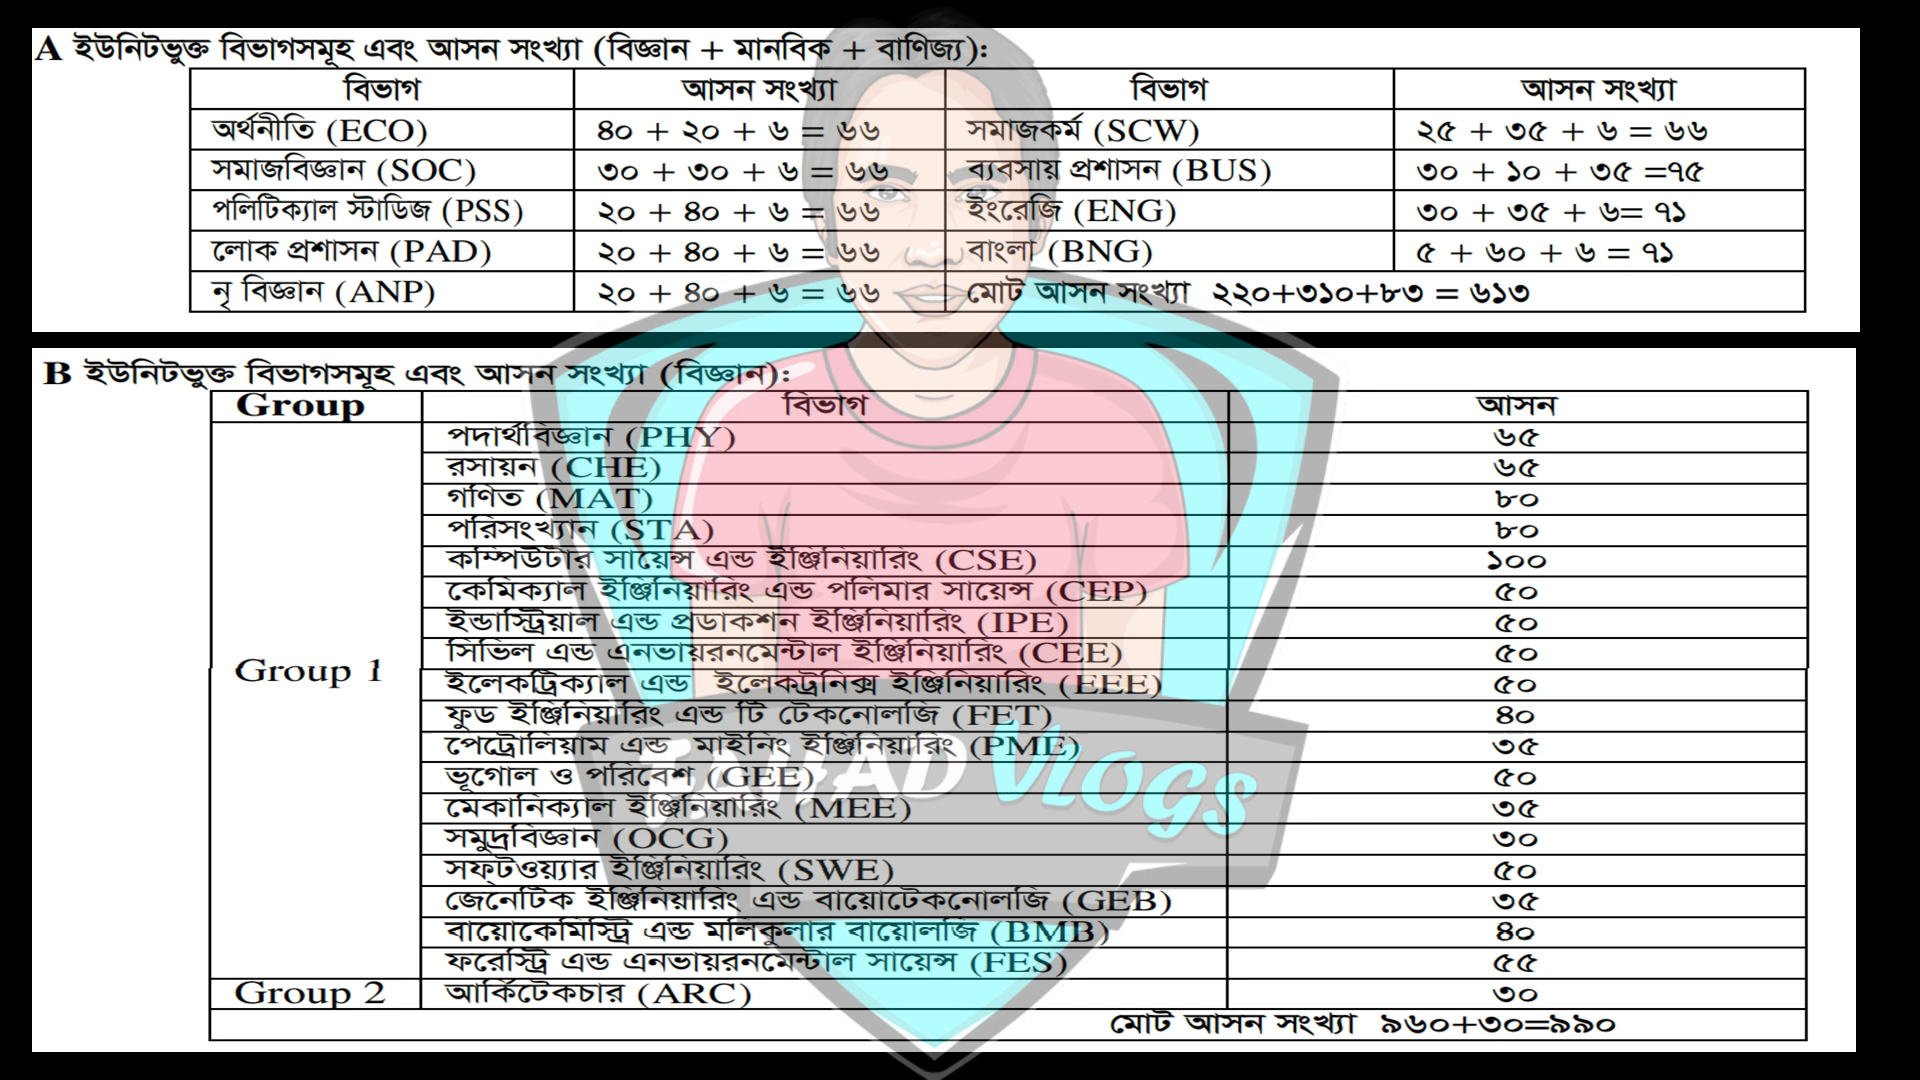 A ইউনিটভুক্ত বিভাগসমূহ এবং আসন সংখ্যা (বিজ্ঞান + মানবিক + বাণিজ্য):
বিভাগ আসন সংখ্যা বিভাগ আসন সংখ্যা
অর্থনীতি (ECO) ৪০ + ২০ + ৬ = ৬৬ সমাজকর্ম (SCW) ২৫ + ৩৫ + ৬ = ৬৬
সমাজবিজ্ঞান (SOC) ৩০ + ৩০ + ৬ = ৬৬ ব্যবসায় প্রশাসন (BUS) ৩০ + ১০ + ৩৫ =৭৫
পলিটিক্যাল স্টাডিজ (PSS) ২০ + ৪০ + ৬ = ৬৬ ইংরেজি (ENG) ৩০ + ৩৫ + ৬= ৭১
লোক প্রশাসন (PAD) ২০ + ৪০ + ৬ = ৬৬ বাংলা (BNG) ৫ + ৬০ + ৬ = ৭১
নৃ বিজ্ঞান (ANP) ২০ + ৪০ + ৬ = ৬৬ মোট আসন সংখ্যা ২২০+৩১০+৮৩ = ৬১৩
B ইউনিটভুক্ত বিভাগসমূহ এবং আসন সংখ্যা (বিজ্ঞান):
Group বিভাগ আসন
পদার্থবিজ্ঞান (PHY) ৬৫
রসায়ন (CHE) ৬৫
গণিত (MAT) ৮০
পরিসংখ্যান (STA) ৮০
কম্পিউটার সায়েন্স এন্ড ইঞ্জিনিয়ারিং (CSE) ১০০
কেমিক্যাল ইঞ্জিনিয়ারিং এন্ড পলিমার সায়েন্স (CEP) ৫০
ইন্ডাস্ট্রিয়াল এন্ড প্রডাকশন ইঞ্জিনিয়ারিং (IPE) ৫০
সিভিল এন্ড এনভায়রনমেন্টাল ইঞ্জিনিয়ারিং (CEE) ৫০
Group 1 ইলেকট্রিক্যাল এন্ড ইলেকট্রনিক্স ইঞ্জিনিয়ারিং (EEE) ৫০
ফুড ইঞ্জিনিয়ারিং এন্ড টি টেকনোলজি (FET) ৪০
পেট্রোলিয়াম এন্ড মাইনিং ইঞ্জিনিয়ারিং (PME) ৩৫
ভূগোল ও পরিবেশ (GEE) ৫০
মেকানিক্যাল ইঞ্জিনিয়ারিং (MEE) ৩৫
সমুদ্রবিজ্ঞান (OCG) ৩০
সফ্টওয়্যার ইঞ্জিনিয়ারিং (SWE) ৫০
জেনেটিক ইঞ্জিনিয়ারিং এন্ড বায়োটেকনোলজি (GEB) ৩৫
বায়োকেমিস্ট্রি এন্ড মলিকুলার বায়োলজি (BMB) ৪০
ফরেস্ট্রি এন্ড এনভায়রনমেন্টাল সায়েন্স (FES) ৫৫
Group 2 আর্কিটেকচার (ARC) ৩০
মোট আসন সংখ্যা ৯৬০+৩০=৯৯০
VLOGS